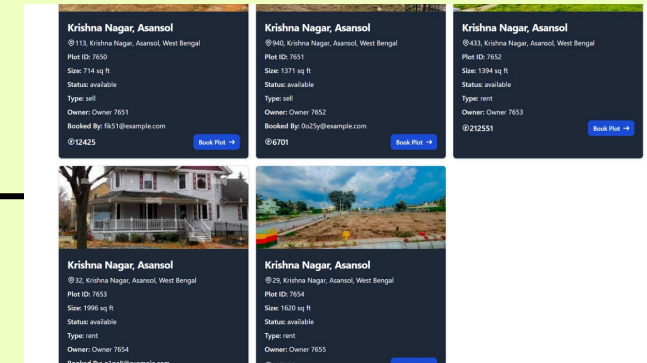 Krishna Nagar, Asansol
113, Krishna Nagar, Asansol, West Bengal
Plot ID: 7650
Size: 714 sq ft
Status: available
Type: sell
Owner: Owner 7651
Booked By: fik51@example.com
12425
Book Plot →
Krishna Nagar, Asansol
940, Krishna Nagar, Asansol, West Bengal
Plot ID: 7651
Size: 1371 sq ft
Status: available
Type: sell
Owner: Owner 7652
Booked By: 0o25y@example.com
6701
Book Plot →
Krishna Nagar, Asansol
433, Krishna Nagar, Asansol, West Bengal
Plot ID: 7652
Size: 1394 sq ft
Status: available
Type: rent
Owner: Owner 7653
212551
Book Plot →
Krishna Nagar, Asansol
32, Krishna Nagar, Asansol, West Bengal
Plot ID: 7653
Size: 1996 sq ft
Status: available
Type: rent
Owner: Owner 7654
Booked By:
Krishna Nagar, Asansol
29, Krishna Nagar, Asansol, West Bengal
Plot ID: 7654
Size: 1620 sq ft
Status: available
Type: rent
Owner: Owner 7655